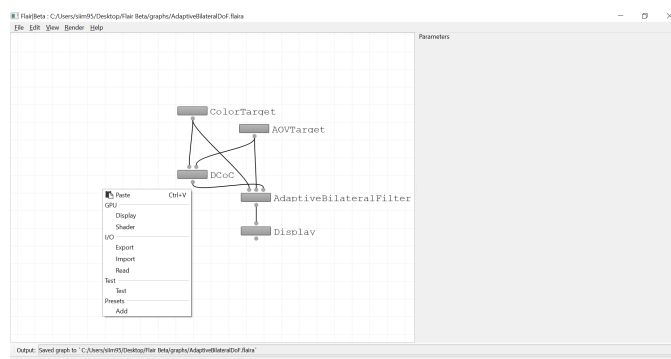 Flair|Beta : C:/Users/siim95/Desktop/Flair Beta/graphs/AdaptiveBilateralDoF.flaira
File Edit View Render Help
Parameters
ColorTarget
AOVTarget
DCoC
AdaptiveBilateralFilter
Display
Paste Ctrl+V
GPU
Display
Shader
I/O
Export
Import
Read
Test
Test
Presets
Add
Output: Saved graph to `C:/Users/siim95/Desktop/Flair Beta/graphs/AdaptiveBilateralDoF.flaira`